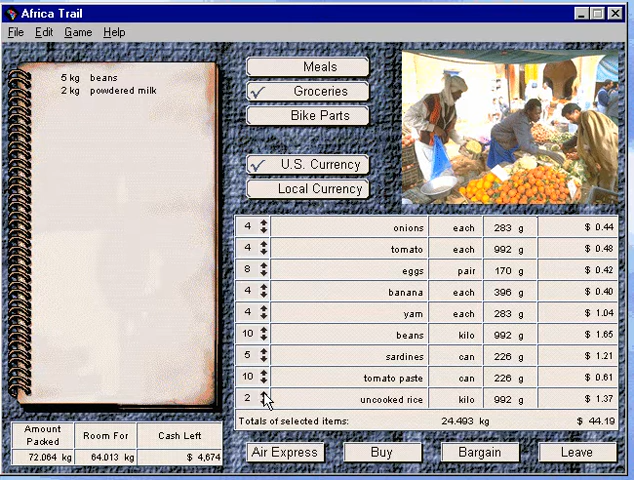 Africa Trail
File Edit Game Help
5 kg beans
2 kg powdered milk
Meals
Groceries
Bike Parts
U.S. Currency
Local Currency
4 onions each 283 g $ 0.44
4 tomato each 992 g $ 0.48
8 eggs pair 170 g $ 0.42
4 banana each 396 g $ 0.40
4 yam each 283 g $ 1.04
10 beans kilo 992 g $ 1.65
5 sardines can 226 g $ 1.21
10 tomato paste can 226 g $ 0.61
2 uncooked rice kilo 992 g $ 1.37
Totals of selected items: 24.493 kg $ 44.19
Amount Packed Room For Cash Left
72.064 kg 64.013 kg $ 4,674
Air Express Buy Bargain Leave